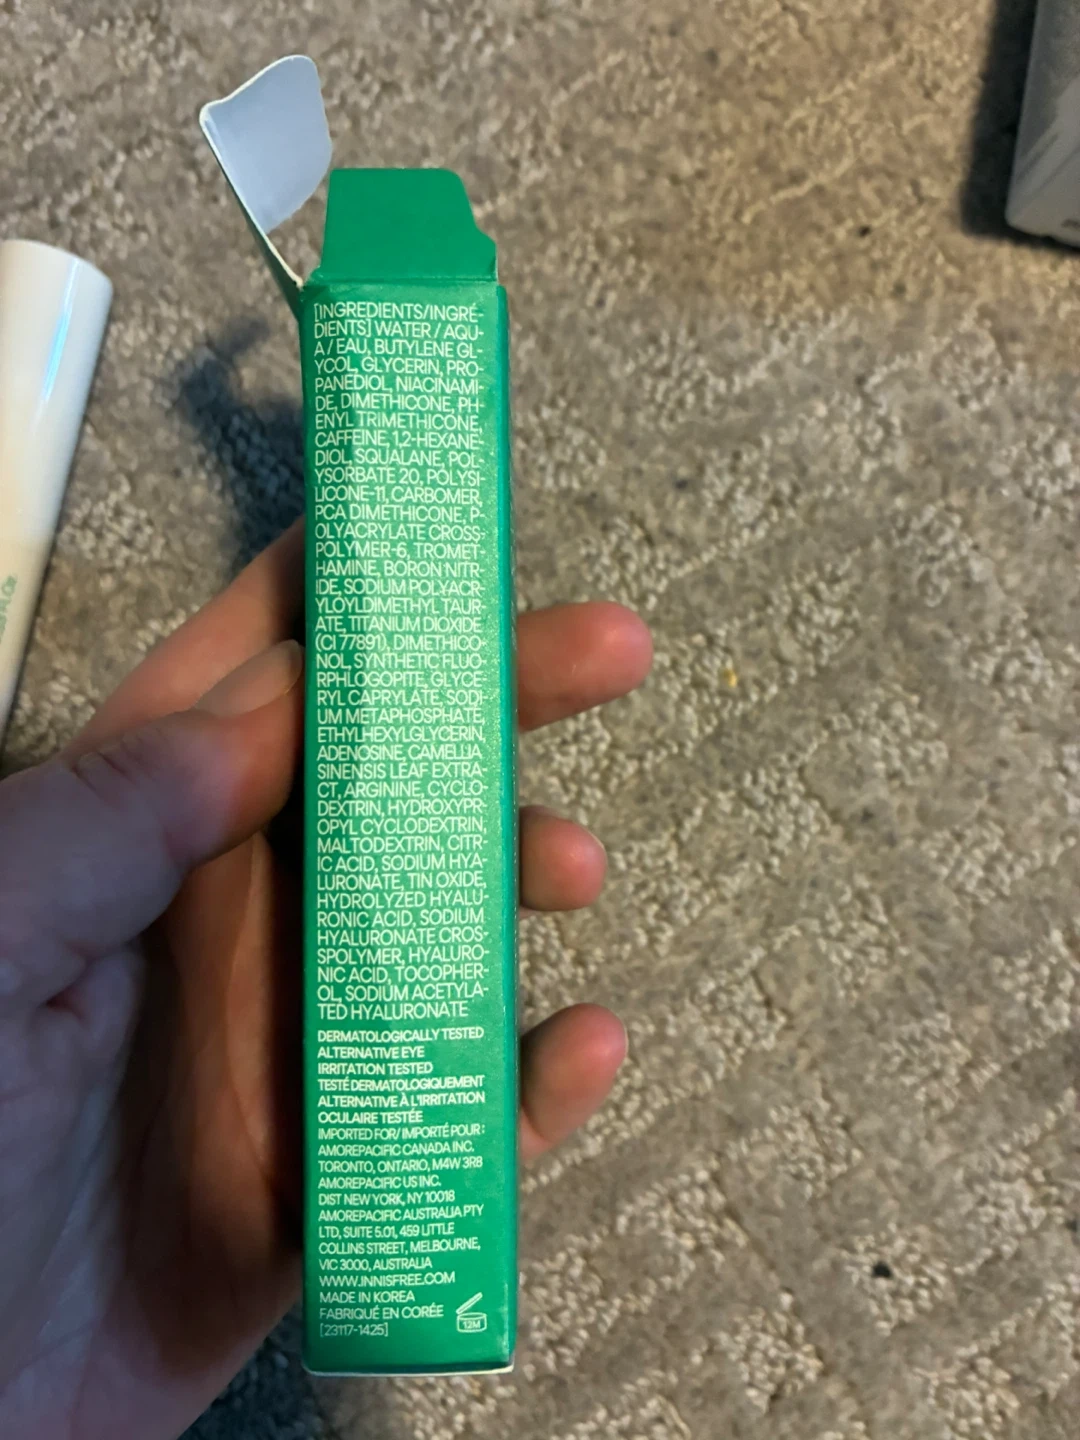 [INGREDIENTS/INGRÉ-
DIENTS] WATER / AQU-
A / EAU, BUTYLENE GL-
YCOL, GLYCERIN, PRO-
PANEDIOL, NIACINAMI-
DE, DIMETHICONE, PH-
ENYL TRIMETHICONE,
CAFFEINE, 1,2-HEXANE-
DIOL, SQUALANE, POL-
YSORBATE 20, POLYSI-
LICONE-11, CARBOMER,
PCA DIMETHICONE, P-
OLYACRYLATE CROSS-
POLYMER-6, TROMET-
HAMINE, BORON NITR-
IDE, SODIUM POLYACR-
YLOYLDIMETHYL TAUR-
ATE, TITANIUM DIOXIDE
(CI 77891), DIMETHICO-
NOL, SYNTHETIC FLUO-
RPHLOGOPITE, GLYCE
RYL CAPRYLATE, SODI-
UM METAPHOSPHATE,
ETHYLHEXYLGLYCERIN,
ADENOSINE, CAMELLIA
SINENSIS LEAF EXTRA-
CT, ARGININE, CYCLO-
DEXTRIN, HYDROXYPR-
OPYL CYCLODEXTRIN,
MALTODEXTRIN, CITR-
IC ACID, SODIUM HYA-
LURONATE, TIN OXIDE,
HYDROLYZED HYALU-
RONIC ACID, SODIUM
HYALURONATE CROS-
SPOLYMER, HYALURO-
NIC ACID, TOCOPHER-
OL, SODIUM ACETYLA-
TED HYALURONATE
DERMATOLOGICALLY TESTED
ALTERNATIVE EYE
IRRITATION TESTED
TESTÉ DERMATOLOGIQUEMENT
ALTERNATIVE À L'IRRITATION
OCULAIRE TESTÉE
IMPORTED FOR/ IMPORTÉ POUR :
AMOREPACIFIC CANADA INC.
TORONTO, ONTARIO, M4W 3R8
AMOREPACIFIC US INC.
DIST NEW YORK, NY 10018
AMOREPACIFIC AUSTRALIA PTY
LTD, SUITE 5.01, 459 LITTLE
COLLINS STREET, MELBOURNE,
VIC 3000, AUSTRALIA
WWW.INNISFREE.COM
MADE IN KOREA
FABRIQUÉ EN CORÉE
[23117-1425]
12M